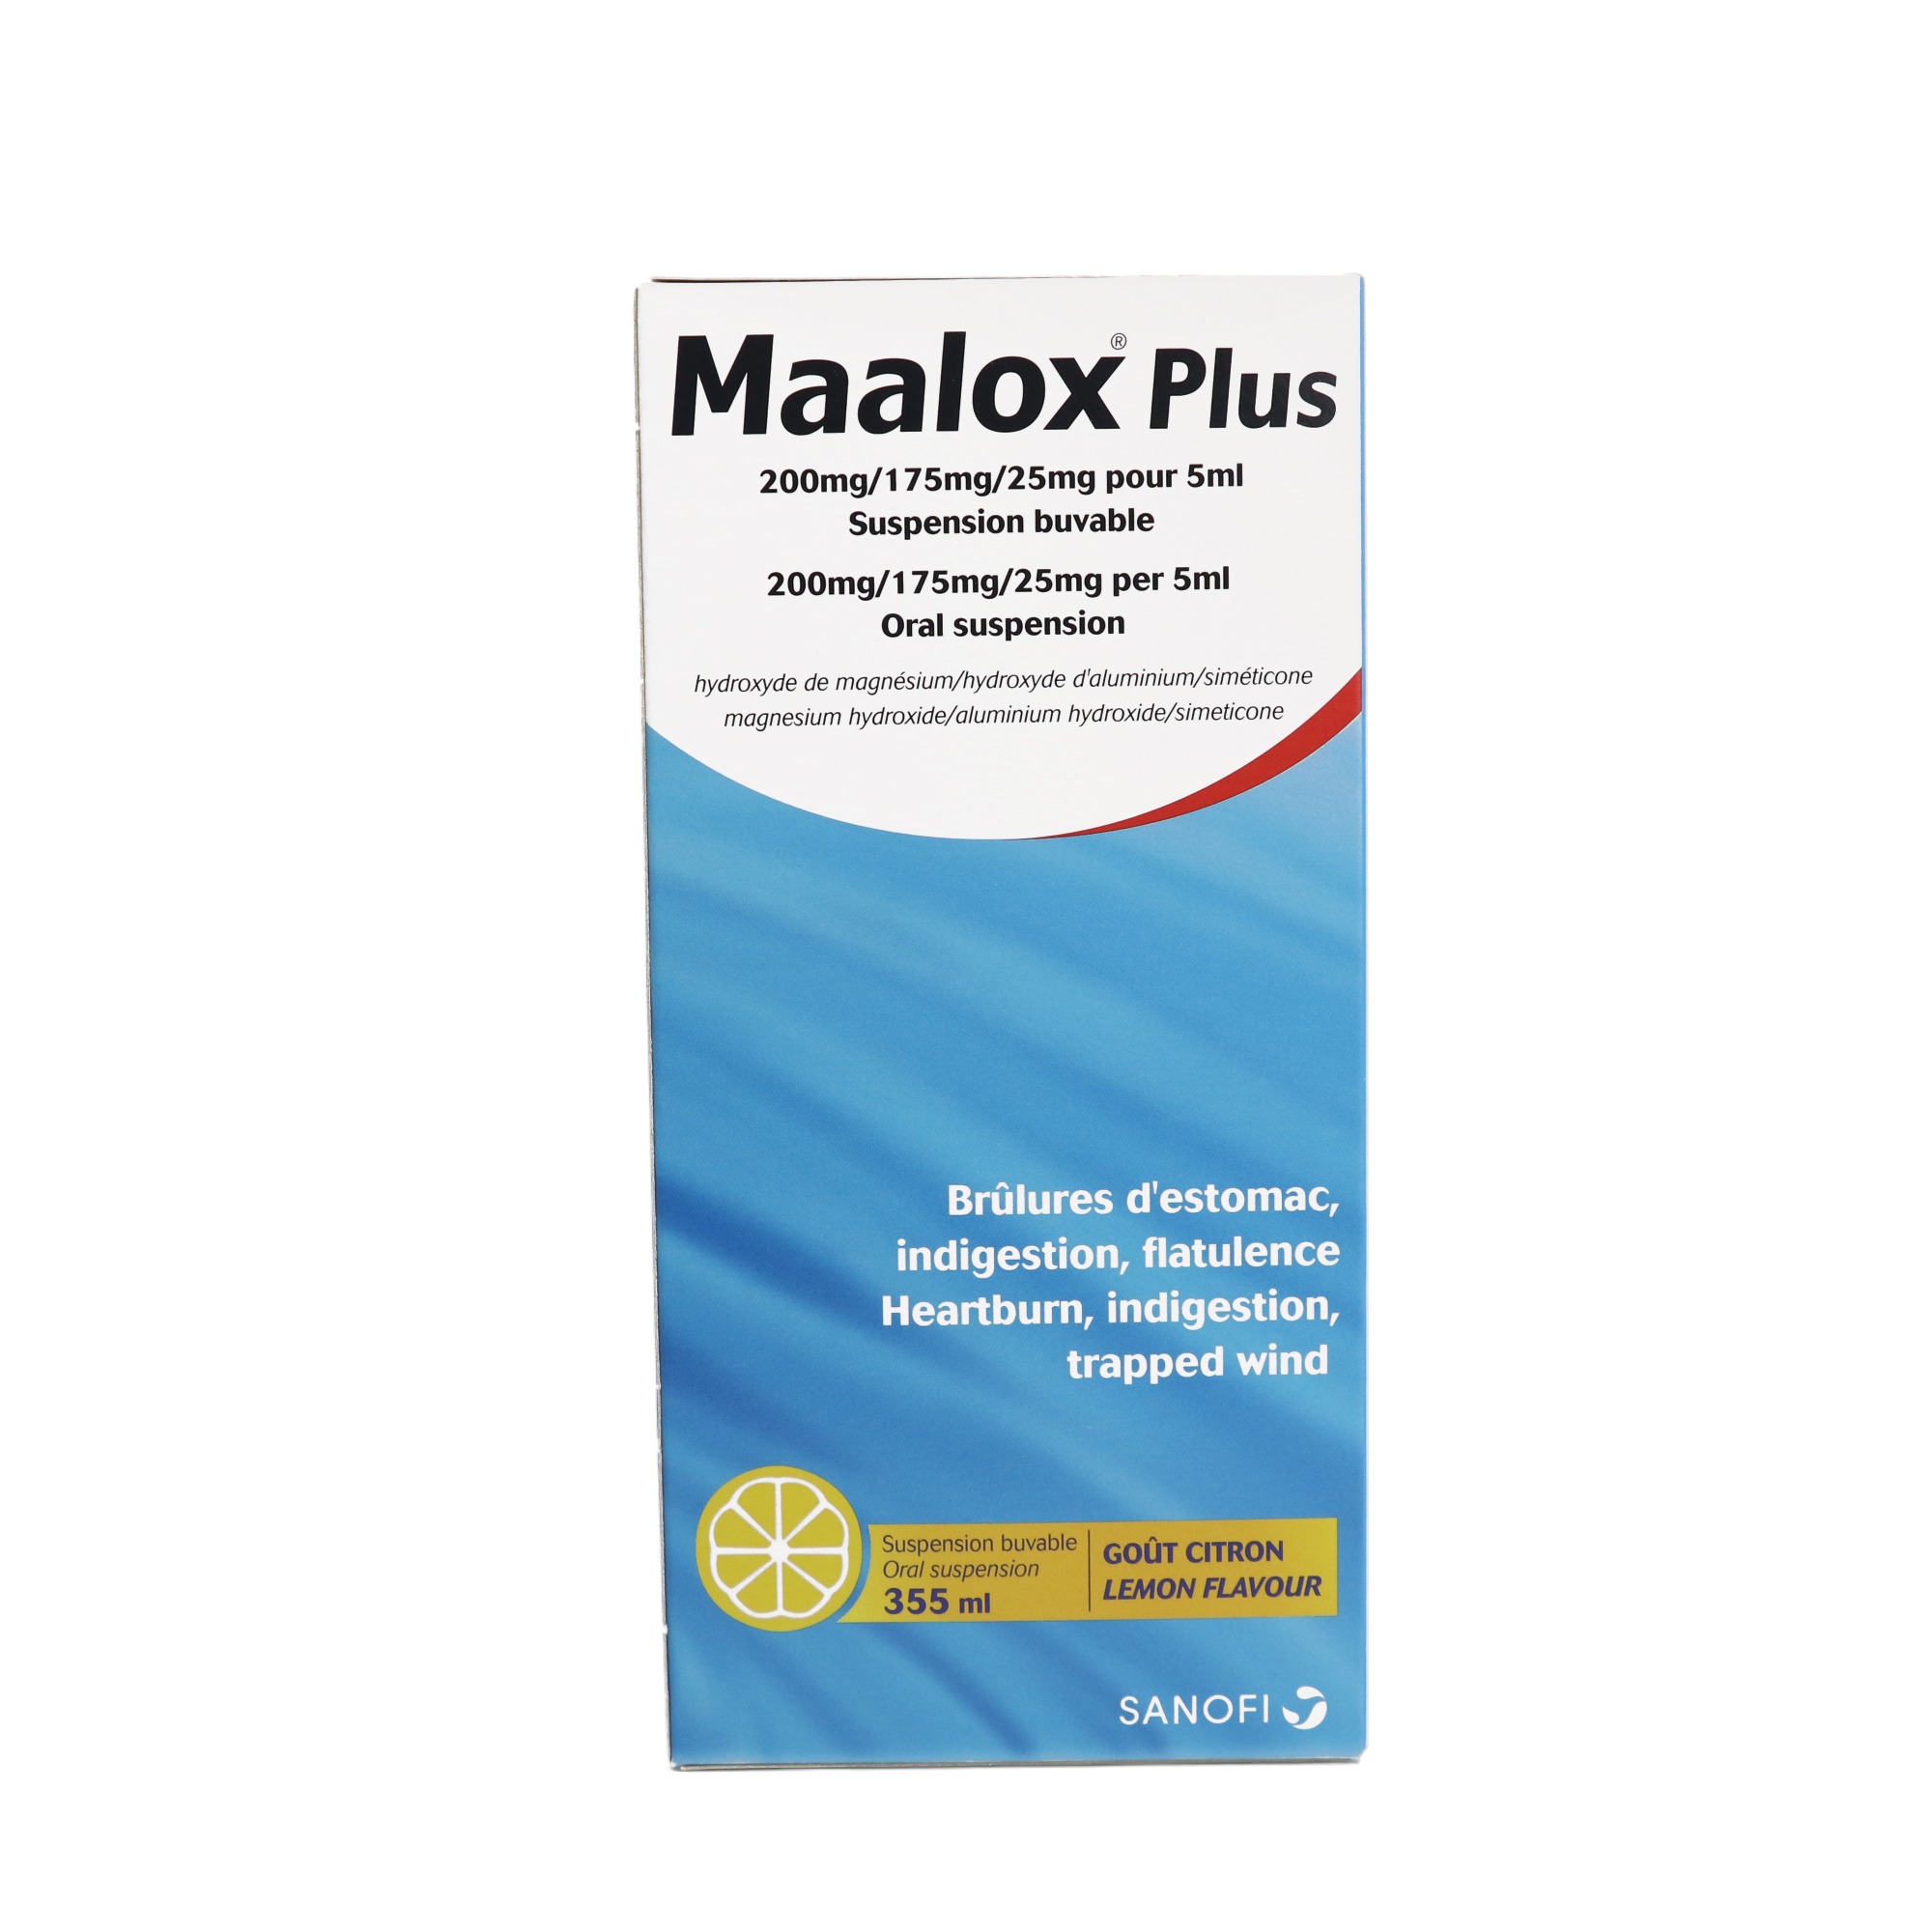 Maalox® Plus
200mg/175mg/25mg pour 5ml
Suspension buvable
200mg/175mg/25mg per 5ml
Oral suspension
hydroxyde de magnésium/hydroxyde d'aluminium/siméticone
magnesium hydroxide/aluminium hydroxide/simeticone
Brûlures d'estomac,
indigestion, flatulence
Heartburn, indigestion,
trapped wind
Suspension buvable
Oral suspension
355 ml
GOÛT CITRON
LEMON FLAVOUR
SANOFI